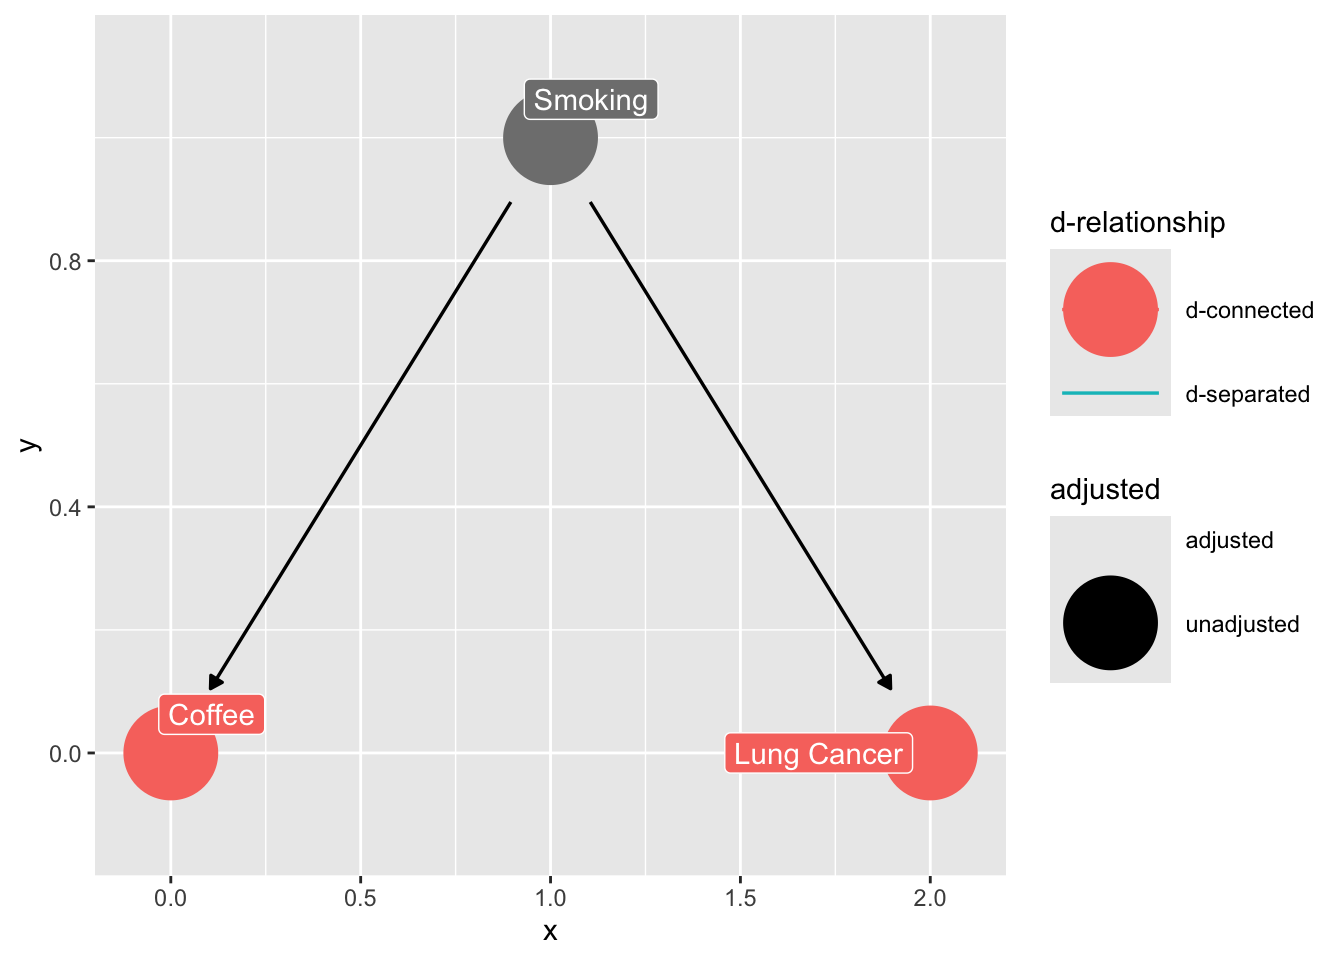 Smoking
Coffee
Lung Cancer
0.8
0.4
0.0
y
0.0
0.5
1.0
1.5
2.0
x
d-relationship
d-connected
d-separated
adjusted
adjusted
unadjusted